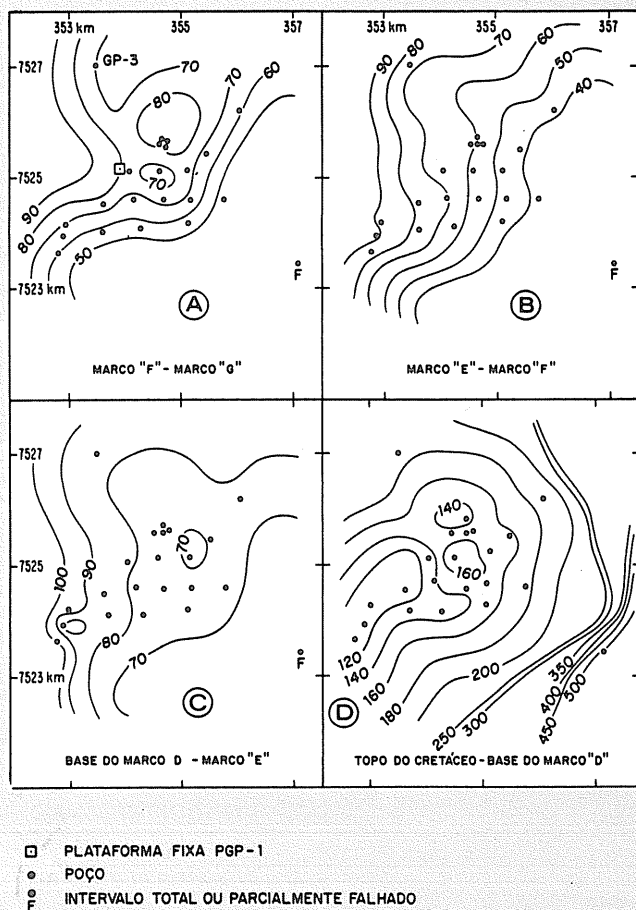 353 km 355 357
353 355 357
7527
7525
7523 km
GP-3
70
80
70
60
70
90
80
50
F
A
MARCO "F" - MARCO "G"
90
80
70
60
50
40
F
B
MARCO "E" - MARCO "F"
7527
7525
7523 km
100
90
70
80
70
F
C
BASE DO MARCO D - MARCO "E"
140
160
120
140
160
180
200
250
300
350
400
450
500
D
TOPO DO CRETÁCEO - BASE DO MARCO "D"
PLATAFORMA FIXA PGP-1
POÇO
F INTERVALO TOTAL OU PARCIALMENTE FALHADO